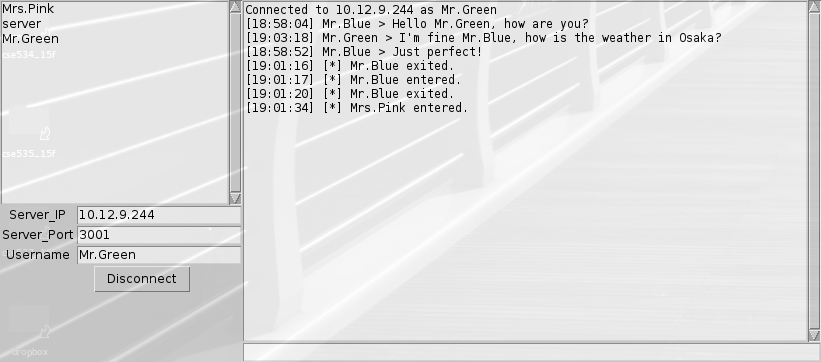 Mrs.Pink
server
Mr.Green
cse534_15f
cse535_15f
Server_IP 10.12.9.244
Server_Port 3001
Username Mr.Green
Disconnect
dropbox
Connected to 10.12.9.244 as Mr.Green
[18:58:04] Mr.Blue > Hello Mr.Green, how are you?
[19:03:18] Mr.Green > I'm fine Mr.Blue, how is the weather in Osaka?
[18:58:52] Mr.Blue > Just perfect!
[19:01:16] [*] Mr.Blue exited.
[19:01:17] [*] Mr.Blue entered.
[19:01:20] [*] Mr.Blue exited.
[19:01:34] [*] Mrs.Pink entered.